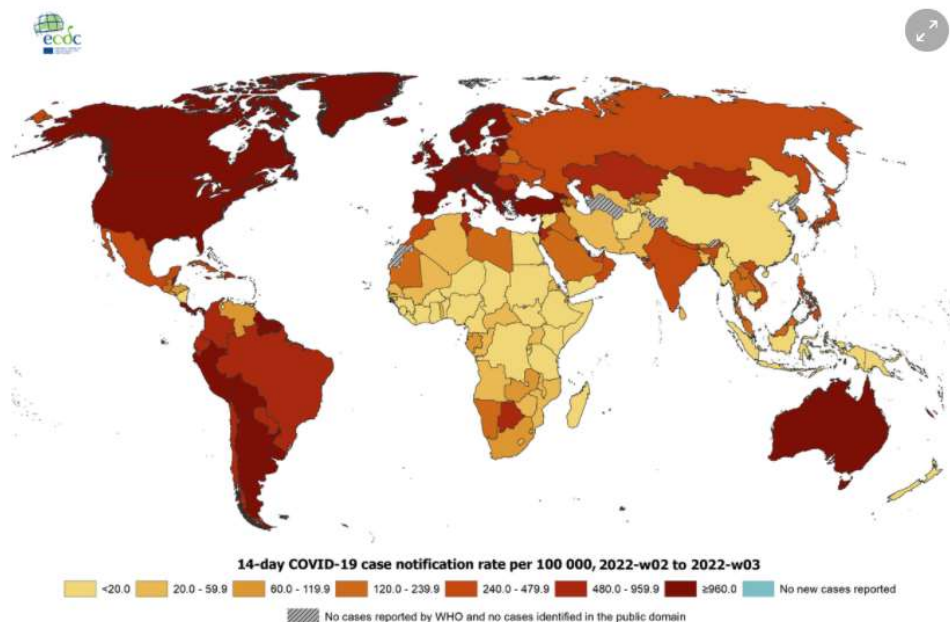 ecdc
14-day COVID-19 case notification rate per 100 000, 2022-w02 to 2022-w03
<20.0 20.0 - 59.9 60.0 - 119.9 120.0 - 239.9 240.0 - 479.9 480.0 - 959.9 ≥960.0 No new cases reported
No cases reported by WHO and no cases identified in the public domain